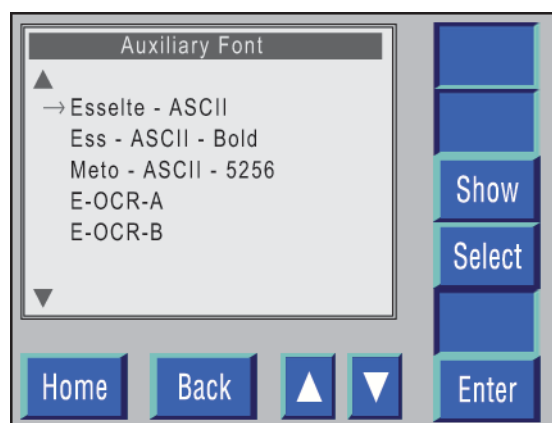 Auxiliary Font
→ Esselte - ASCII
Ess - ASCII - Bold
Meto - ASCII - 5256
E-OCR-A
E-OCR-B
Show
Select
Home
Back
Enter